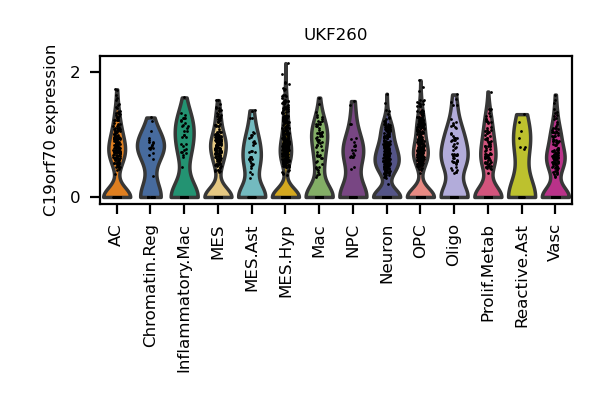 UKF260
C19orf70 expression
2
0
AC
Chromatin.Reg
Inflammatory.Mac
MES
MES.Ast
MES.Hyp
Mac
NPC
Neuron
OPC
Oligo
Prolif.Metab
Reactive.Ast
Vasc